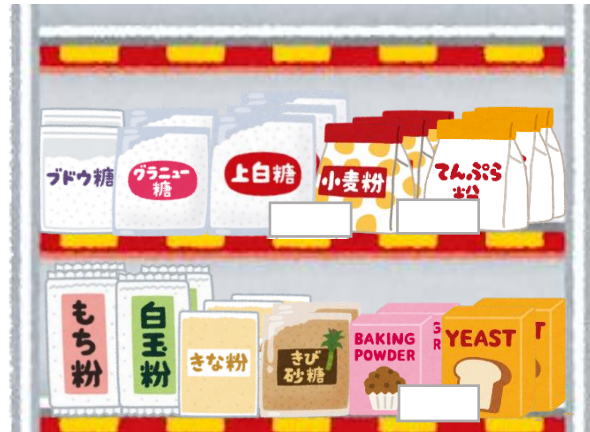 ブドウ糖
グラニュー
糖
上白糖
小麦粉
てんぷら
粉
もち粉
白玉粉
きな粉
きび
砂糖
BAKING
POWDER
YEAST